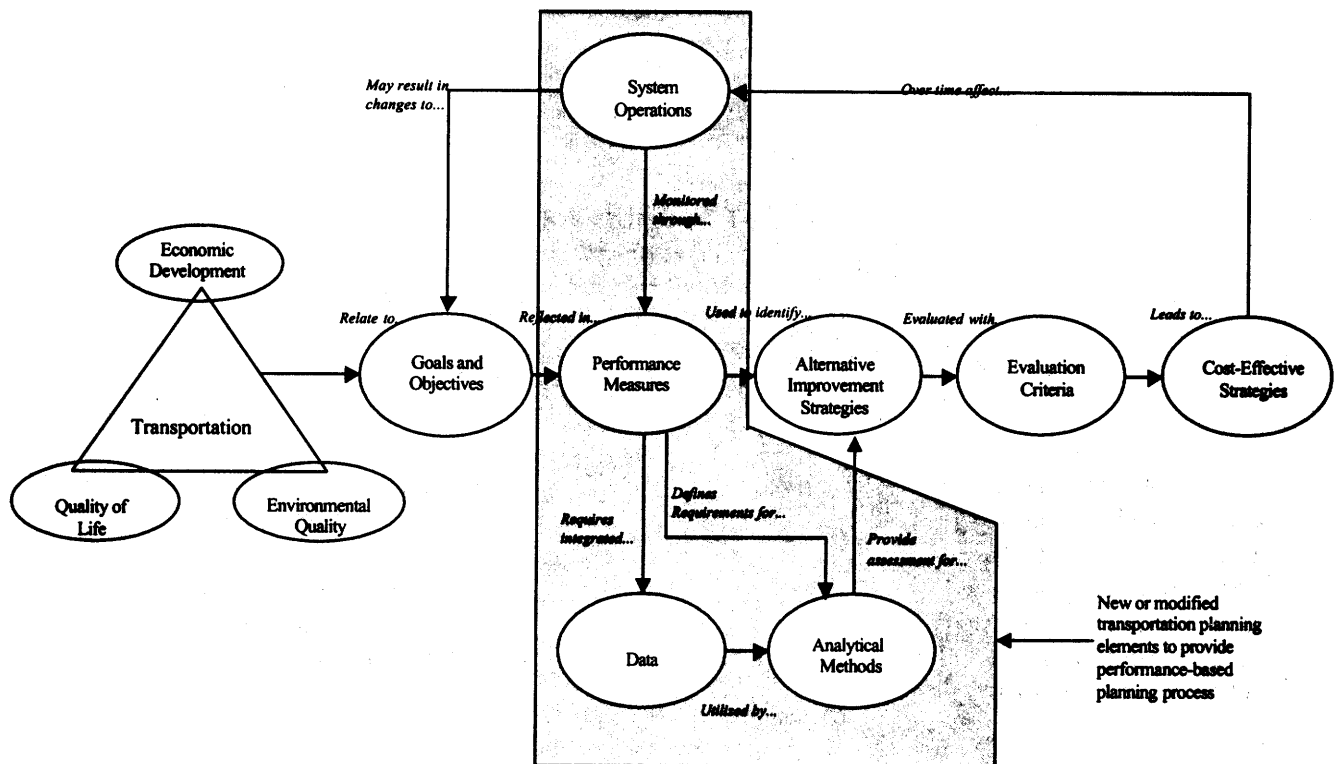 System
Operations
May result in
changes to...
Over time affect...
Monitored
through...
Economic
Development
Relate to.
Reflected in...
Used to identify...
Evaluated with.
Leads to...
Goals and
Objectives
Performance
Measures
Alternative
Improvement
Strategies
Evaluation
Criteria
Cost-Effective
Strategies
Transportation
Quality of
Life
Environmental
Quality
Requires
integrated...
Defines
Requirements for...
Provide
assessment for...
Data
Analytical
Methods
Utilized by...
New or modified
transportation planning
elements to provide
performance-based
planning process